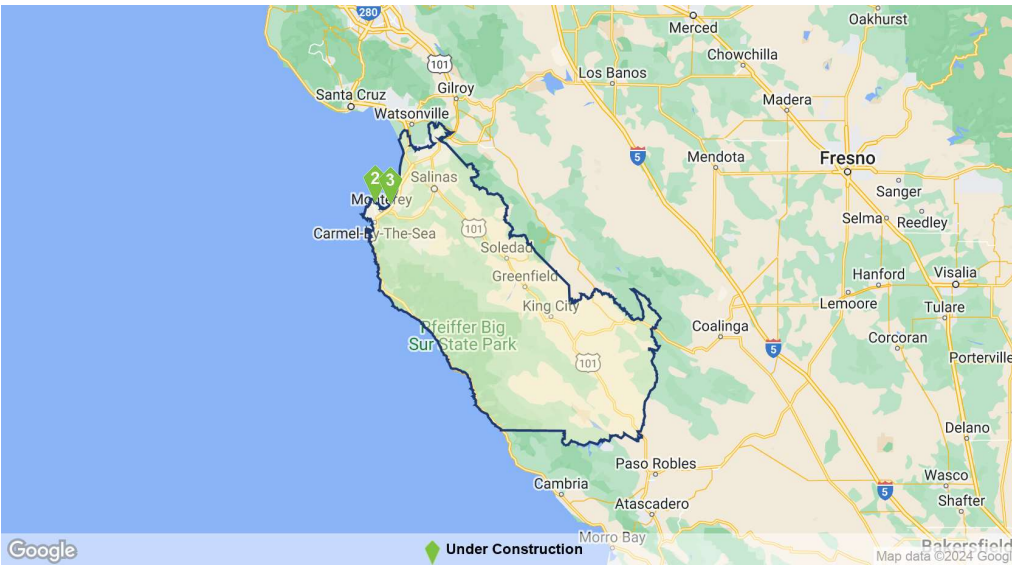 280
Oakhurst
Merced
101
Chowchilla
Los Banos
Gilroy
Santa Cruz
Madera
Watsonville
5
Mendota
Fresno
2
3
Salinas
Sanger
Monterey
Selma
Reedley
Carmel-By-The-Sea
101
Soledad
Greenfield
Hanford
Visalia
King City
Lemoore
Tulare
Coalinga
Pfeiffer Big
Sur State Park
Corcoran
5
Porterville
101
Delano
Paso Robles
Wasco
Cambria
5
Shafter
Atascadero
Morro Bay
Bakersfield
Google
Under Construction
Map data ©2024 Googl